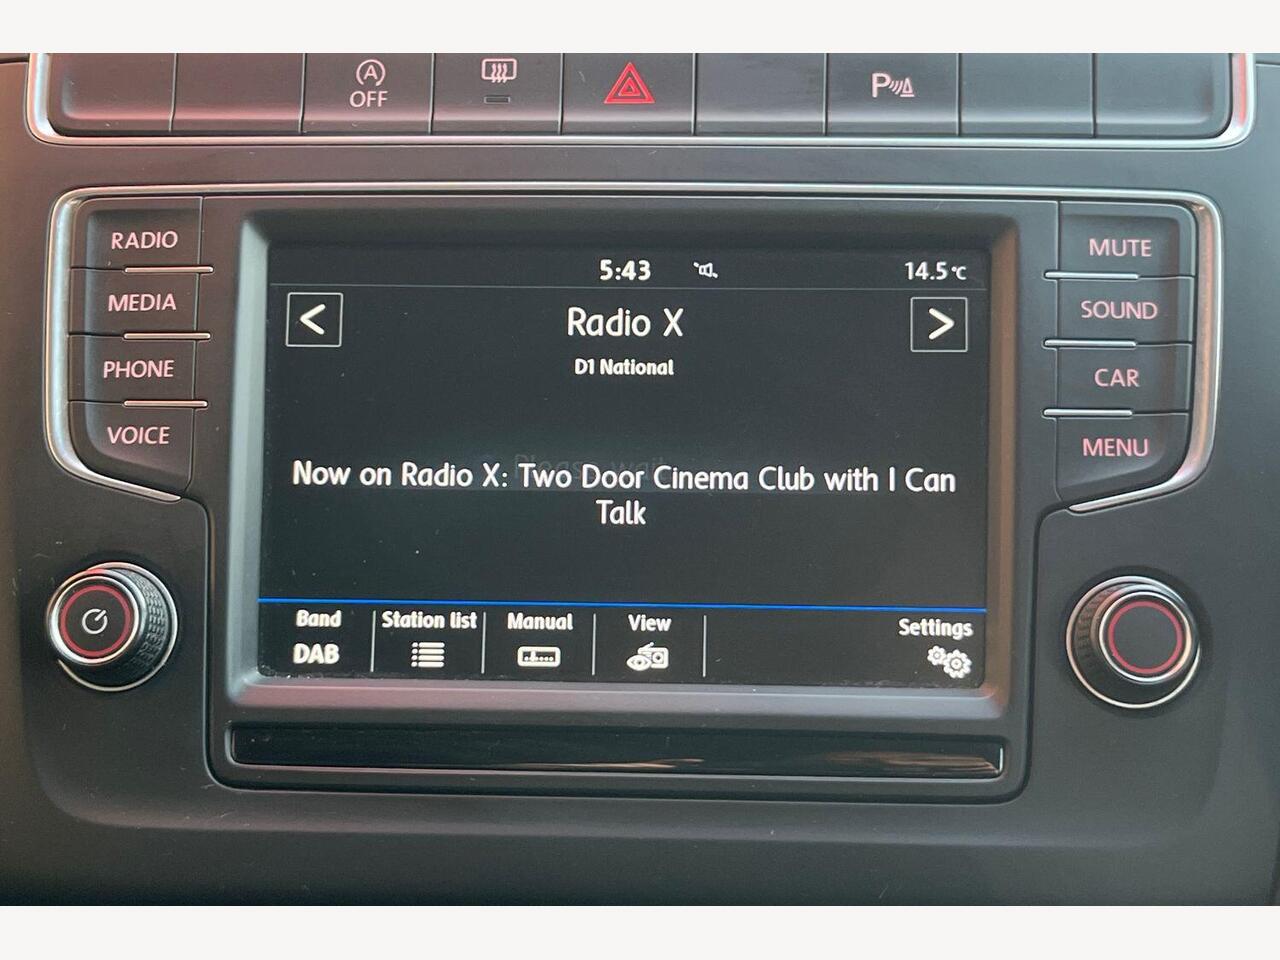 A
OFF
P
RADIO
MEDIA
PHONE
VOICE
5:43
14.5°C
<
Radio X
>
D1 National
Now on Radio X: Two Door Cinema Club with I Can
Talk
Band
Station list
Manual
View
Settings
DAB
MUTE
SOUND
CAR
MENU